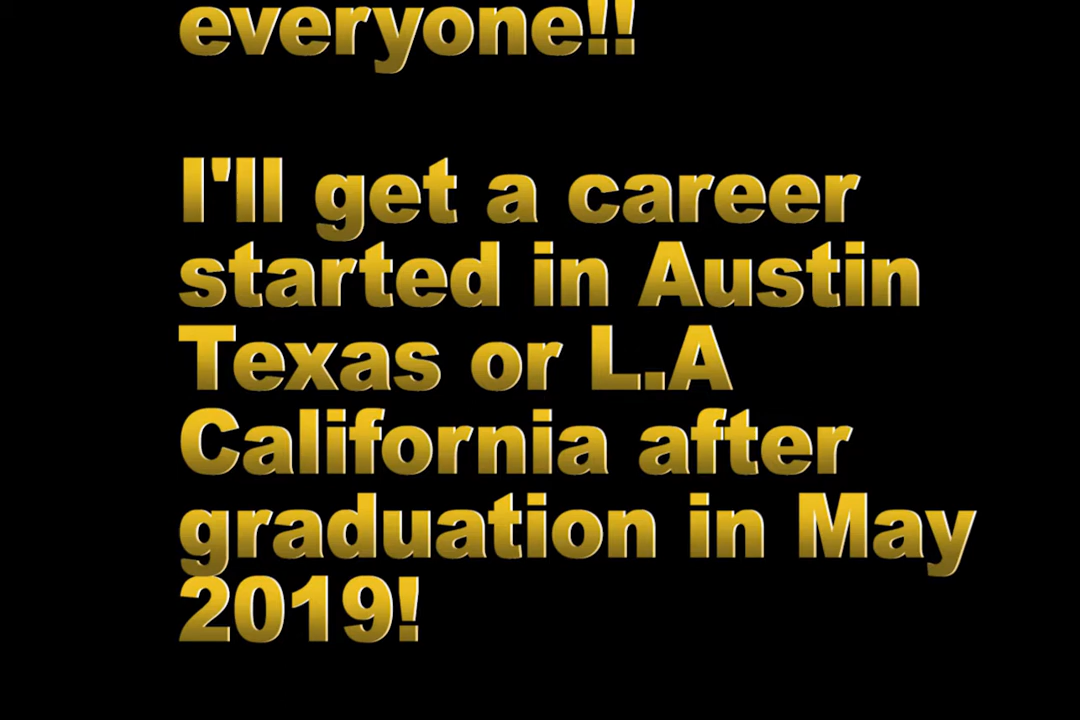 everyone!!
I'll get a career
started in Austin
Texas or L.A
California after
graduation in May
2019!